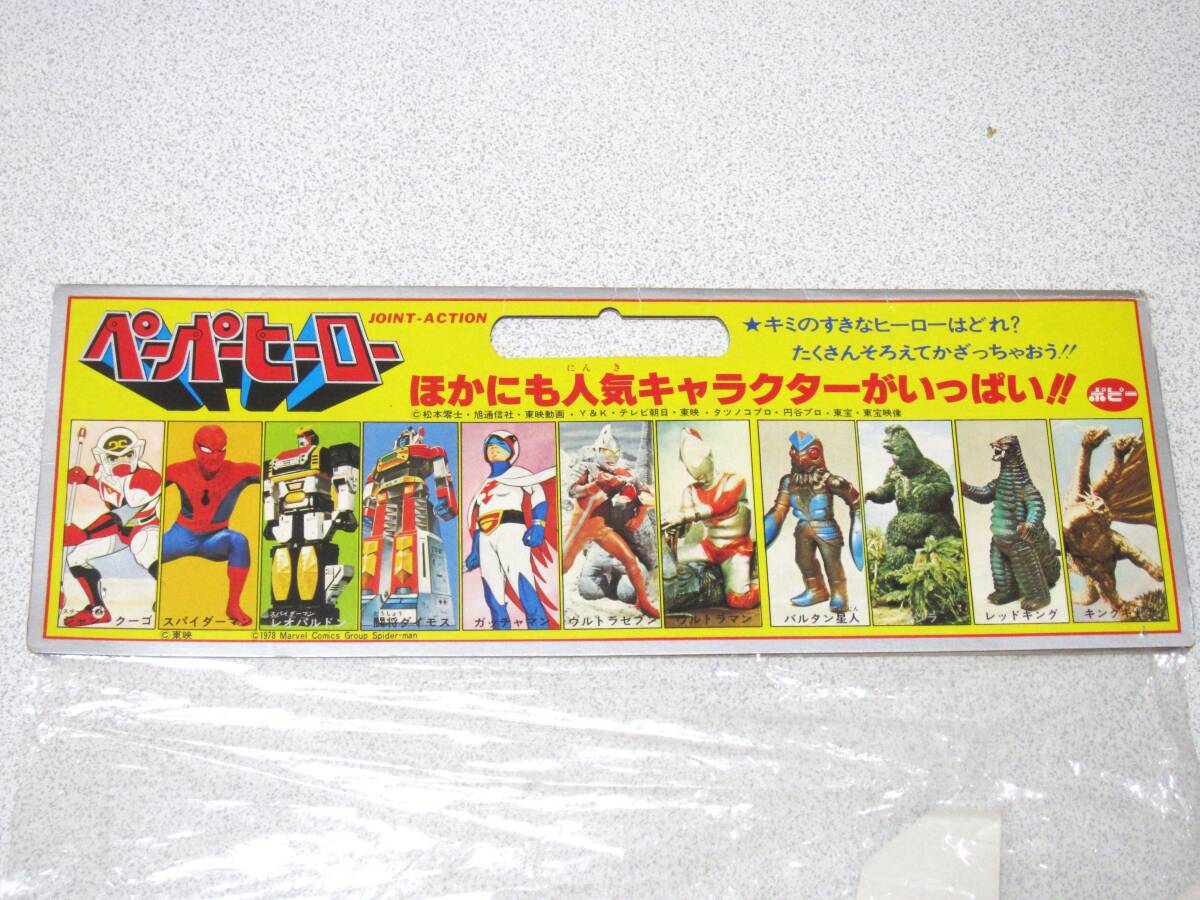 ペーパーヒーロー
JOINT-ACTION
★キミのすきなヒーローはどれ?
たくさんそろえてかざっちゃおう!!
にんき
ほかにも人気キャラクターがいっぱい!!
ポピー
©松本零士・旭通信社・東映動画・Y&K・テレビ朝日・東映・タツノコプロ・円谷プロ・東宝・東宝映像
クーゴ
スパイダーマン
スパイダーマン
レオパルドン
とうしょう
闘将ダイモス
ガッチャマン
ウルトラセブン
ウルトラマン
バルタン星人
レッドキング
キング
©東映
©1978 Marvel Comics Group Spider-man